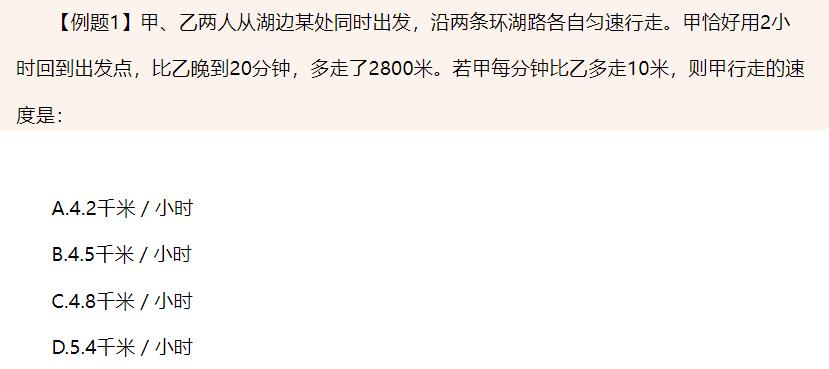 【例题1】甲、乙两人从湖边某处同时出发，沿两条环湖路各自匀速行走。甲恰好用2小
时回到出发点，比乙晚到20分钟，多走了2800米。若甲每分钟比乙多走10米，则甲行走的速
度是：
A.4.2千米 / 小时
B.4.5千米 / 小时
C.4.8千米 / 小时
D.5.4千米 / 小时